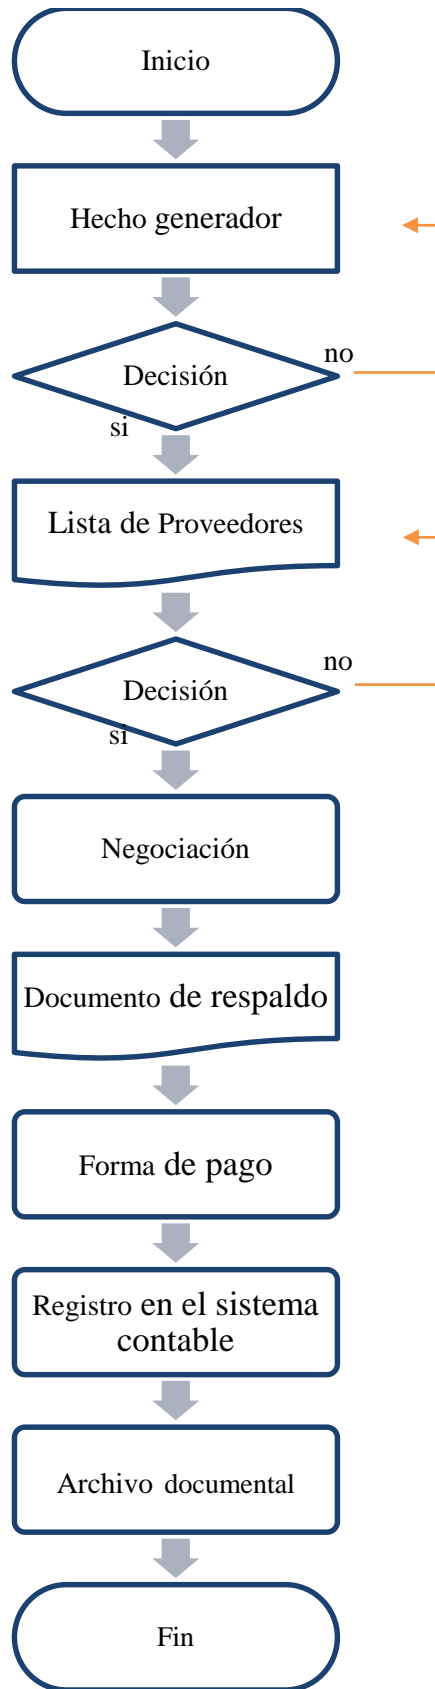 Inicio
Hecho generador
no
Decisión
si
Lista de Proveedores
no
Decisión
si
Negociación
Documento de respaldo
Forma de pago
Registro en el sistema
contable
Archivo documental
Fin